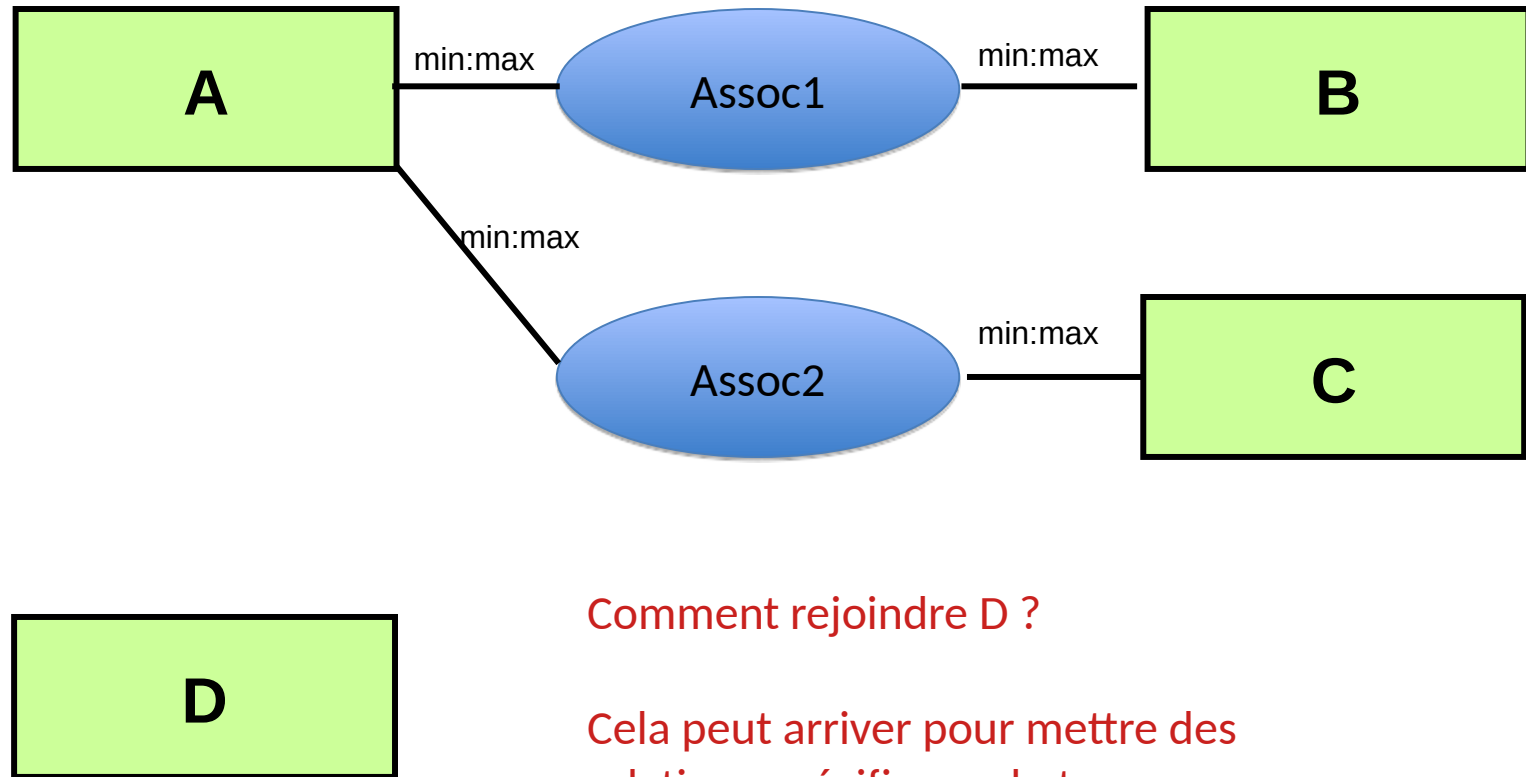 A
min:max
Assoc1
min:max
B
min:max
Assoc2
min:max
C
D
Comment rejoindre D ?
Cela peut arriver pour mettre des